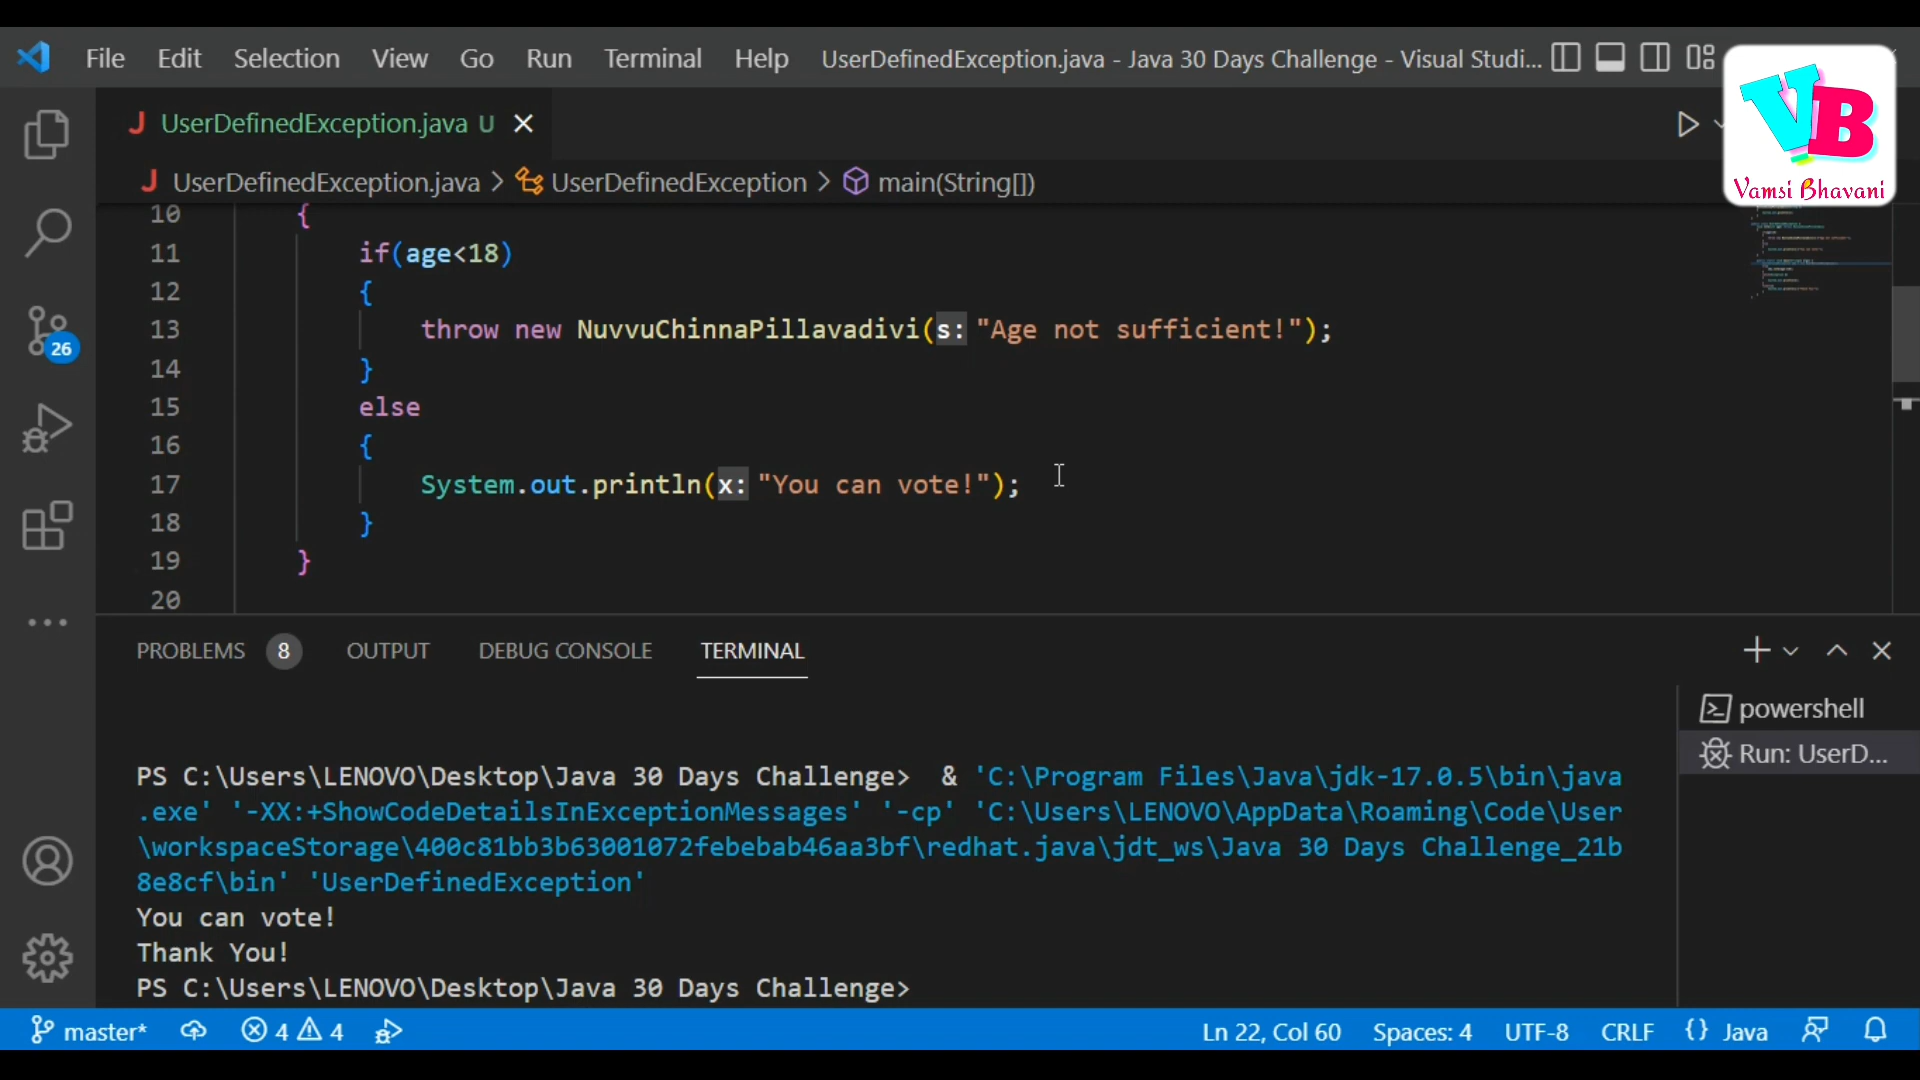 File Edit Selection View Go Run Terminal Help UserDefinedException.java - Java 30 Days Challenge - Visual Studi...
VB
Vamsi Bhavani
J UserDefinedException.java U
J UserDefinedException.java > UserDefinedException > main(String[])
10 {
11 if(age<18)
12 {
13 throw new NuvvuChinnaPillavadivi(s: "Age not sufficient!");
14 }
15 else
16 {
17 System.out.println(x: "You can vote!");
18 }
19 }
20
26
PROBLEMS 8 OUTPUT DEBUG CONSOLE TERMINAL
powershell
Run: UserD...
PS C:\Users\LENOVO\Desktop\Java 30 Days Challenge> & 'C:\Program Files\Java\jdk-17.0.5\bin\java
.exe' '-XX:+ShowCodeDetailsInExceptionMessages' '-cp' 'C:\Users\LENOVO\AppData\Roaming\Code\User
\workspaceStorage\400c81bb3b63001072febebab46aa3bf\redhat.java\jdt_ws\Java 30 Days Challenge_21b
8e8cf\bin' 'UserDefinedException'
You can vote!
Thank You!
PS C:\Users\LENOVO\Desktop\Java 30 Days Challenge>
master* 4 4 Ln 22, Col 60 Spaces: 4 UTF-8 CRLF {} Java